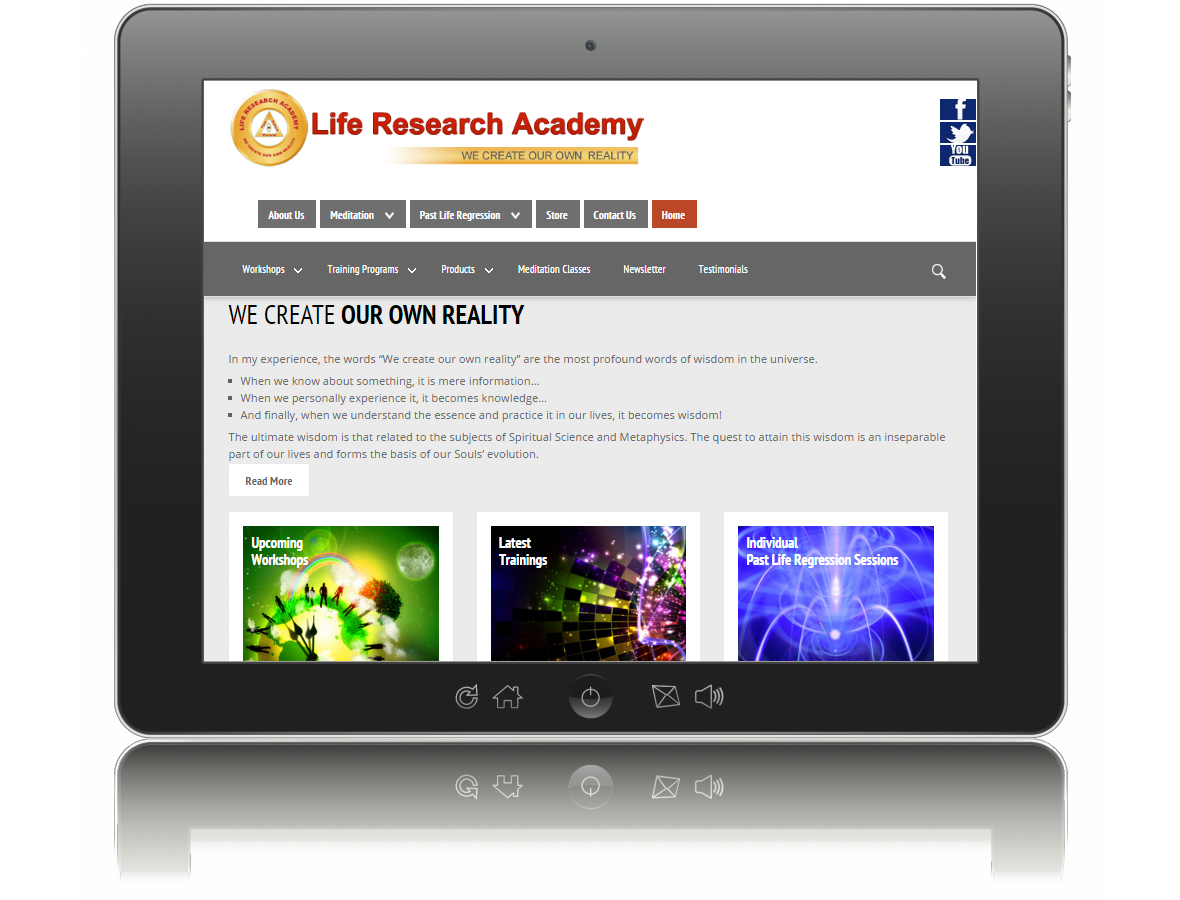 LIFE RESEARCH ACADEMY
WE CREATE OUR OWN REALITY
Life Research Academy
WE CREATE OUR OWN REALITY
f
You
Tube
About Us Meditation Past Life Regression Store Contact Us Home
Workshops Training Programs Products Meditation Classes Newsletter Testimonials
WE CREATE OUR OWN REALITY
In my experience, the words “We create our own reality” are the most profound words of wisdom in the universe.
When we know about something, it is mere information...
When we personally experience it, it becomes knowledge...
And finally, when we understand the essence and practice it in our lives, it becomes wisdom!
The ultimate wisdom is that related to the subjects of Spiritual Science and Metaphysics. The quest to attain this wisdom is an inseparable
part of our lives and forms the basis of our Souls’ evolution.
Read More
Upcoming
Workshops
Latest
Trainings
Individual
Past Life Regression Sessions